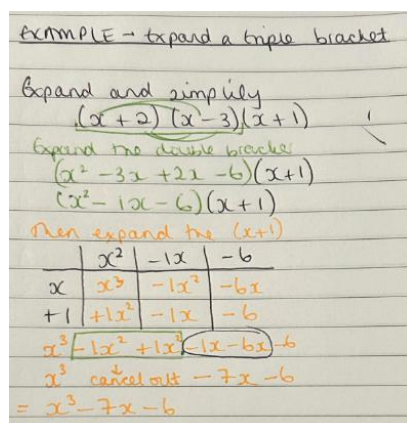 EXAMPLE → Expand a triple bracket
Expand and simplify
(x + 2) (x - 3)(x + 1)
Expand the double bracket
(x² - 3x + 2x - 6)(x+1)
(x² - 1x - 6)(x + 1)
Then expand the (x+1)
x² | -1x | -6
x | x³ | -1x² | -6x
+1 | +1x² | -1x | -6
x³ -1x² +1x² -1x -6x -6
x³ cancel out - 7x - 6
= x³ - 7x - 6